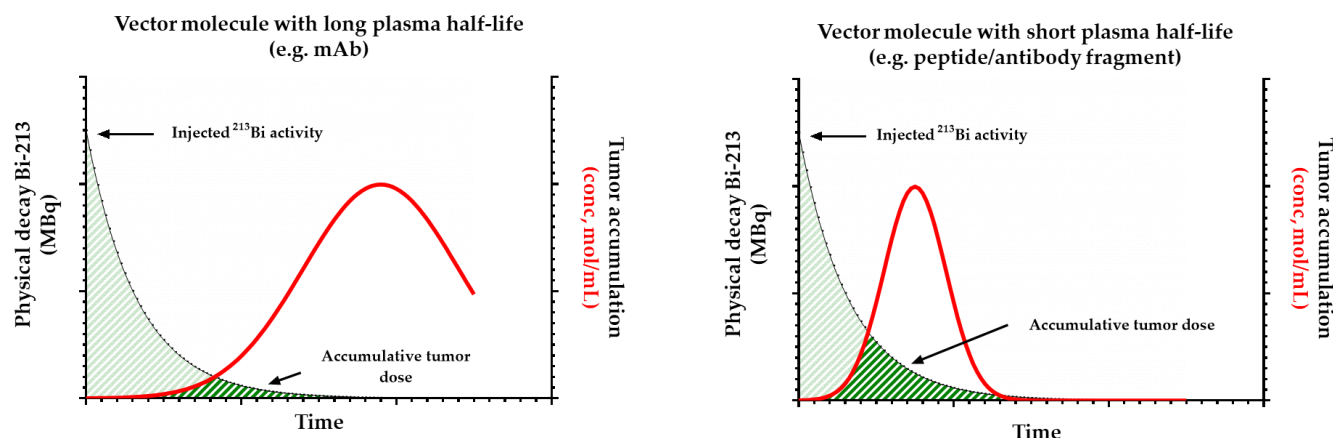 Vector molecule with long plasma half-life
(e.g. mAb)
Physical decay Bi-213
(MBq)
Injected ²¹³Bi activity
Accumulative tumor
dose
Tumor accumulation
(conc, mol/mL)
Time
Vector molecule with short plasma half-life
(e.g. peptide/antibody fragment)
Physical decay Bi-213
(MBq)
Injected ²¹³Bi activity
Accumulative tumor dose
Tumor accumulation
(conc, mol/mL)
Time